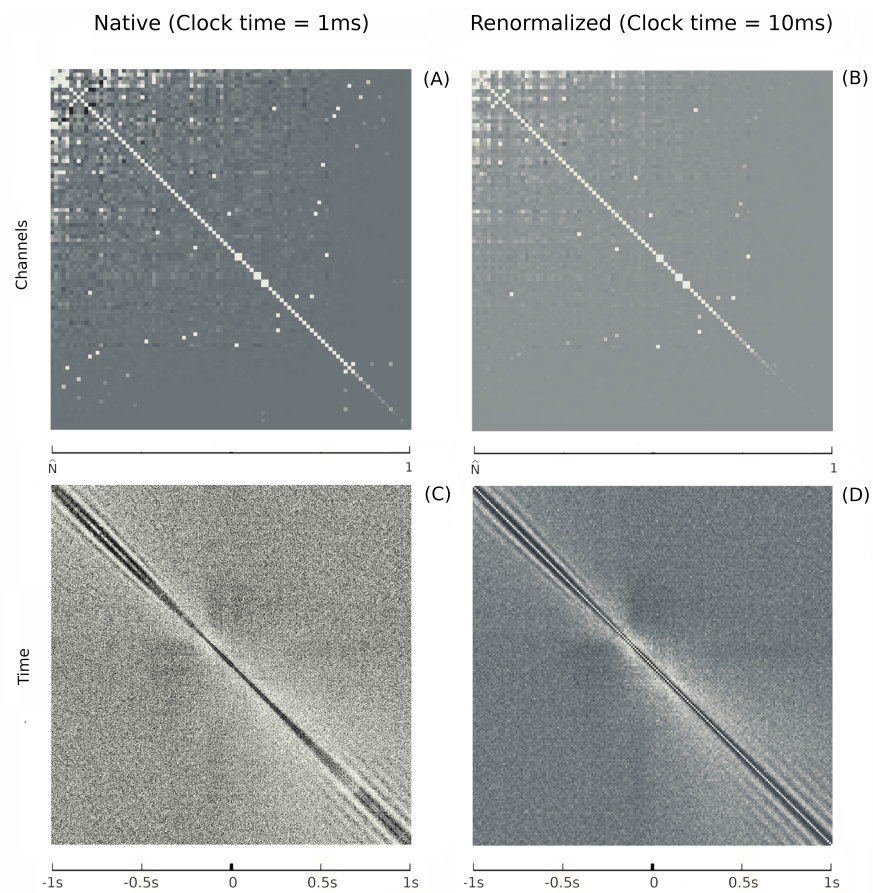 Native (Clock time = 1ms)
Renormalized (Clock time = 10ms)
(A)
(B)
Channels
N̂ 1
N̂ 1
(C)
(D)
Time
-1s -0.5s 0 0.5s 1s
-1s -0.5s 0 0.5s 1s